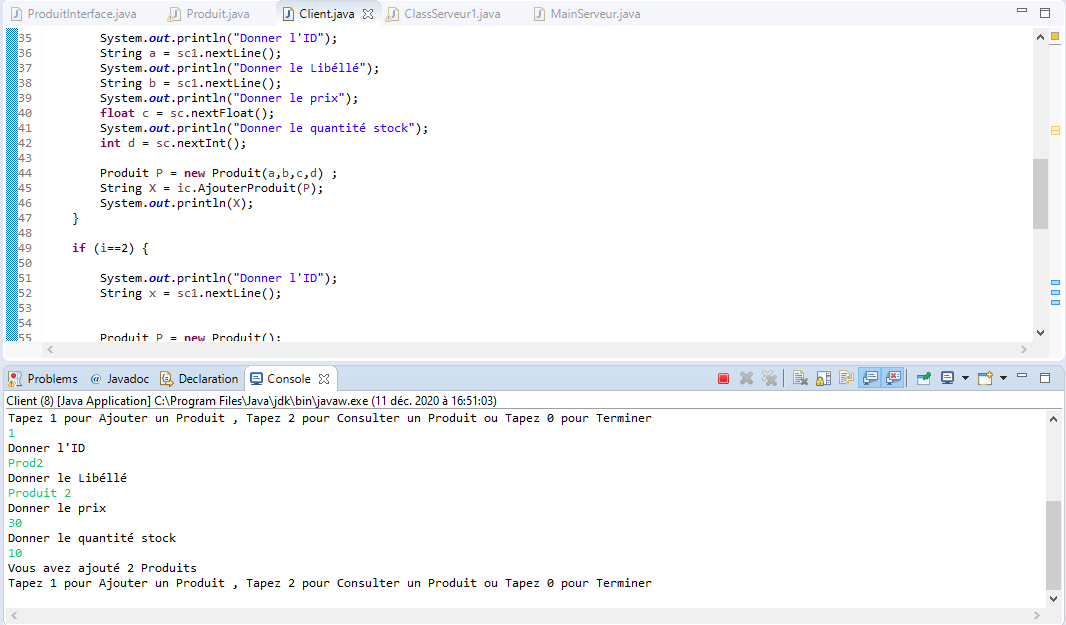 ProduitInterface.java Produit.java Client.java ClassServeur1.java MainServeur.java
35 System.out.println("Donner l'ID");
36 String a = sc1.nextLine();
37 System.out.println("Donner le Libéllé");
38 String b = sc1.nextLine();
39 System.out.println("Donner le prix");
40 float c = sc.nextFloat();
41 System.out.println("Donner le quantité stock");
42 int d = sc.nextInt();
43
44 Produit P = new Produit(a,b,c,d) ;
45 String X = ic.AjouterProduit(P);
46 System.out.println(X);
47 }
48
49 if (i==2) {
50
51 System.out.println("Donner l'ID");
52 String x = sc1.nextLine();
53
54
55 Produit P = new Produit();
Problems @ Javadoc Declaration Console
Client (8) [Java Application] C:\Program Files\Java\jdk\bin\javaw.exe (11 déc. 2020 à 16:51:03)
Tapez 1 pour Ajouter un Produit , Tapez 2 pour Consulter un Produit ou Tapez 0 pour Terminer
1
Donner l'ID
Prod2
Donner le Libéllé
Produit 2
Donner le prix
30
Donner le quantité stock
10
Vous avez ajouté 2 Produits
Tapez 1 pour Ajouter un Produit , Tapez 2 pour Consulter un Produit ou Tapez 0 pour Terminer